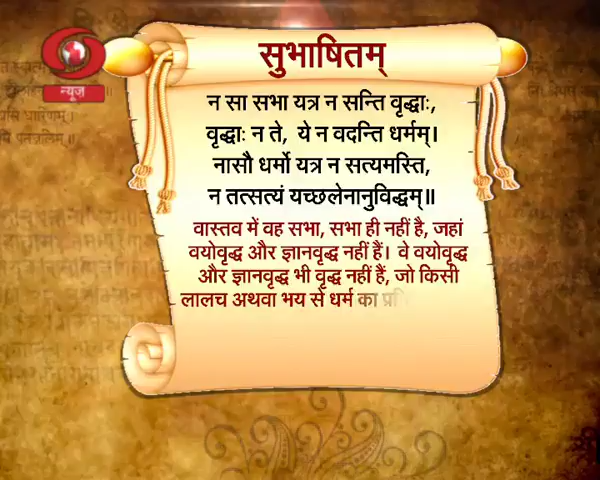 सुभाषितम्
न्यूज़
न सा सभा यत्र न सन्ति वृद्धाः,
वृद्धाः न ते, ये न वदन्ति धर्मम्।
नासौ धर्मो यत्र न सत्यमस्ति,
न तत्सत्यं यच्छलेनानुविद्धम्॥
वास्तव में वह सभा, सभा ही नहीं है, जहां
वयोवृद्ध और ज्ञानवृद्ध नहीं हैं। वे वयोवृद्ध
और ज्ञानवृद्ध भी वृद्ध नहीं हैं, जो किसी
लालच अथवा भय से धर्म का